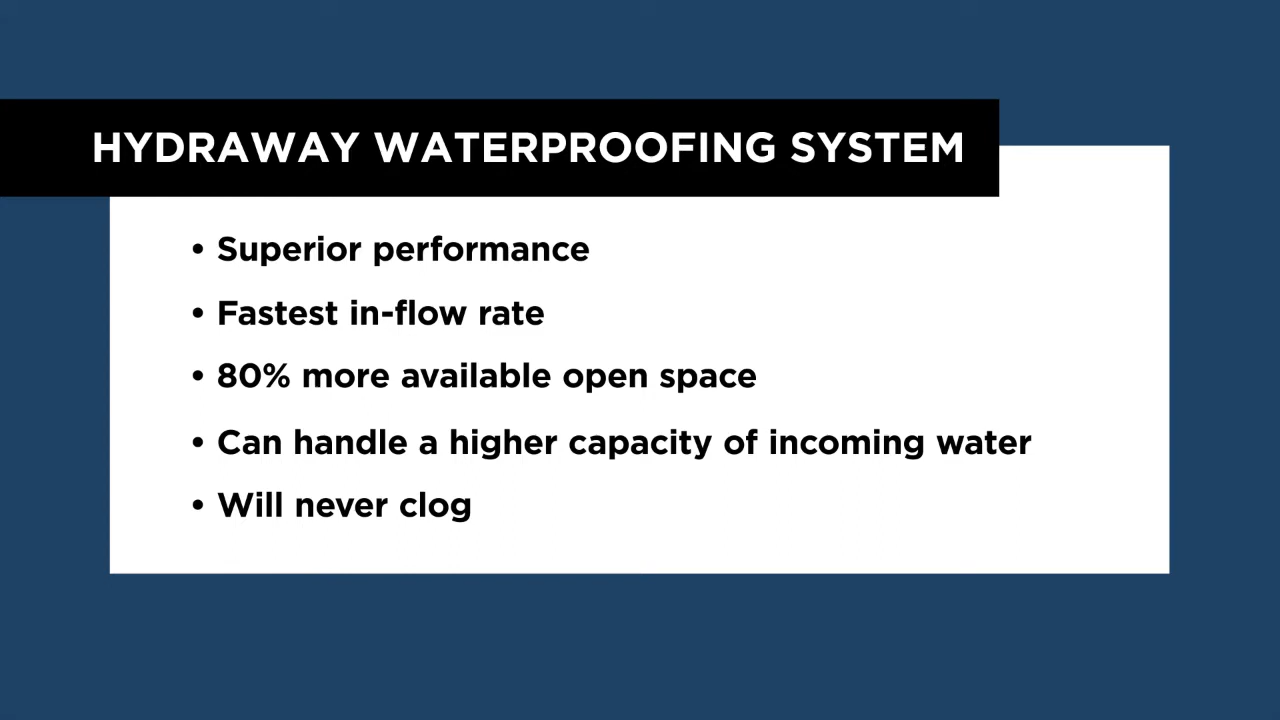 HYDRAWAY WATERPROOFING SYSTEM
• Superior performance
• Fastest in-flow rate
• 80% more available open space
• Can handle a higher capacity of incoming water
• Will never clog